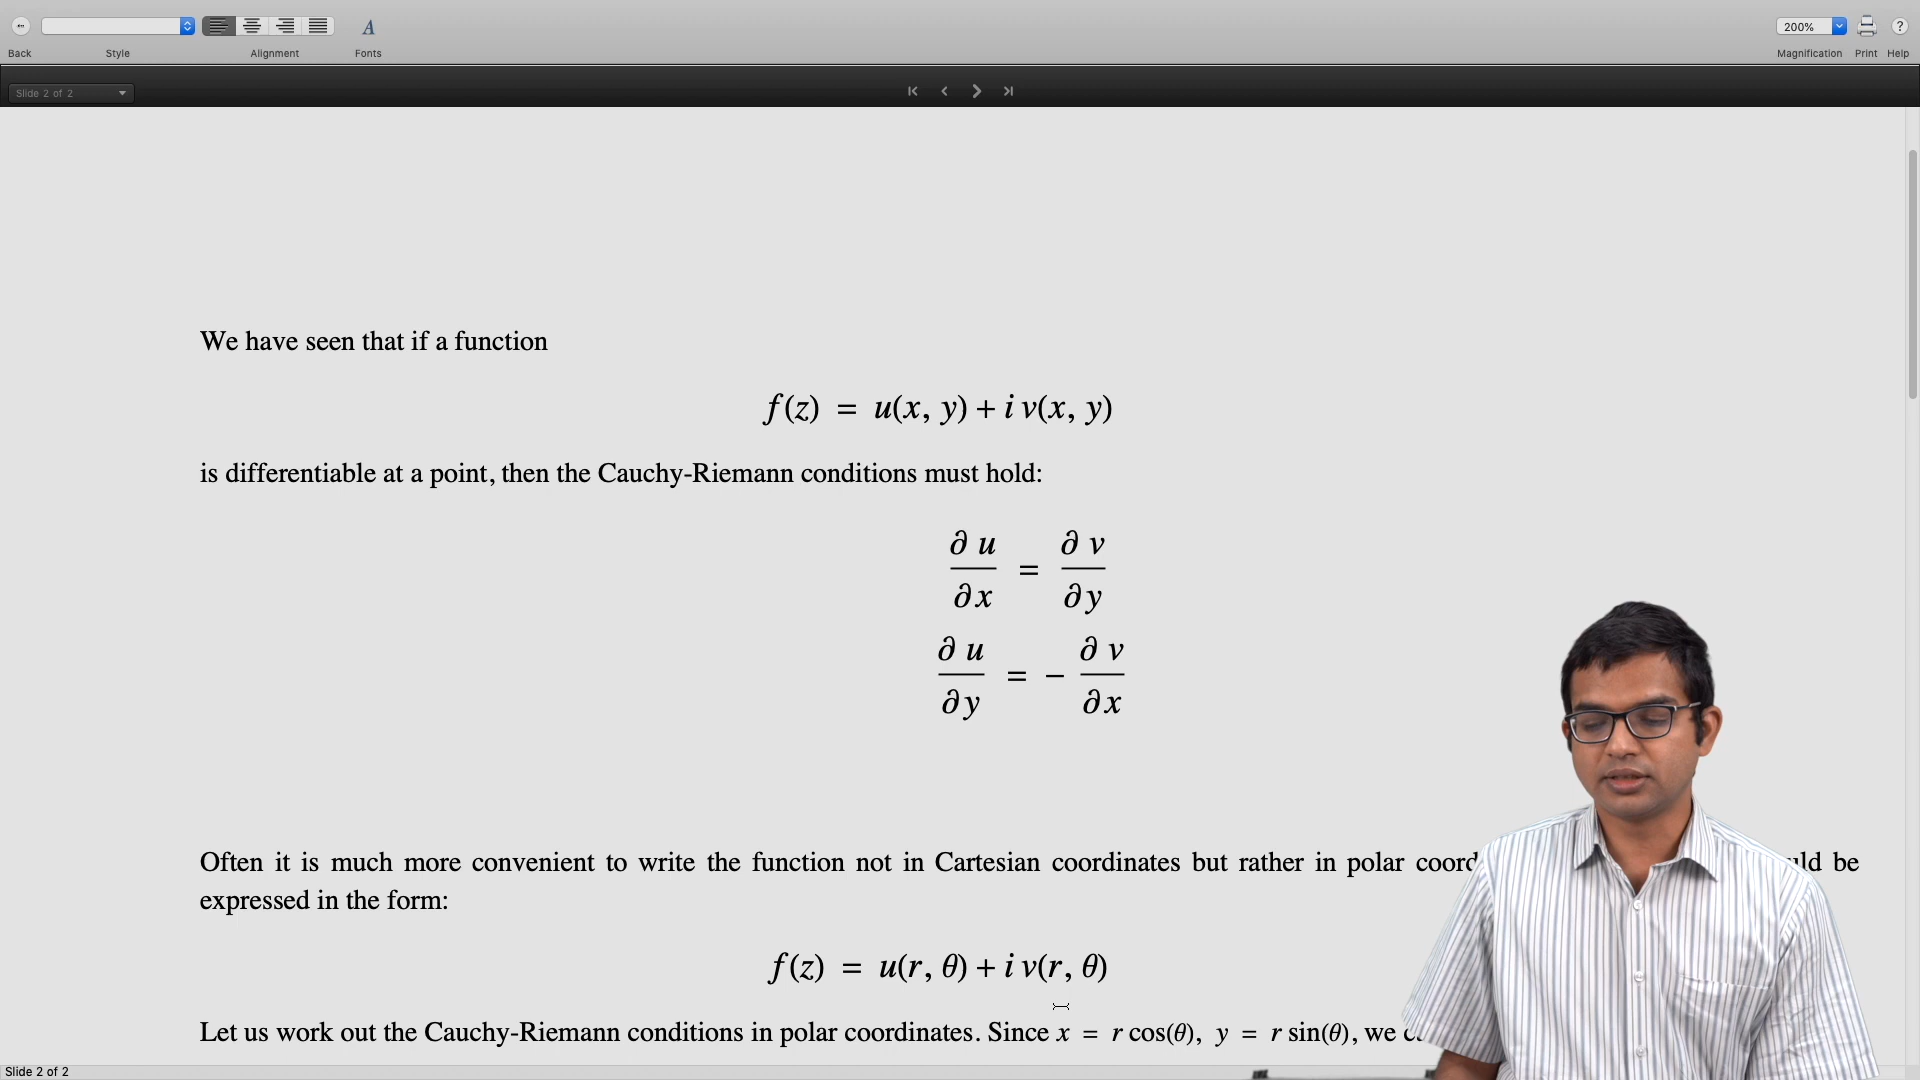 Back
Style
Alignment
A
Fonts
200%
Magnification
Print
?
Help
Slide 2 of 2
We have seen that if a function
f(z) = u(x, y) + i v(x, y)
is differentiable at a point, then the Cauchy-Riemann conditions must hold:
∂u/∂x = ∂v/∂y
∂u/∂y = − ∂v/∂x
Often it is much more convenient to write the function not in Cartesian coordinates but rather in polar be
expressed in the form:
f(z) = u(r, θ) + i v(r, θ)
Let us work out the Cauchy-Riemann conditions in polar coordinates. Since x = r cos(θ), y = r sin(θ), we
Slide 2 of 2